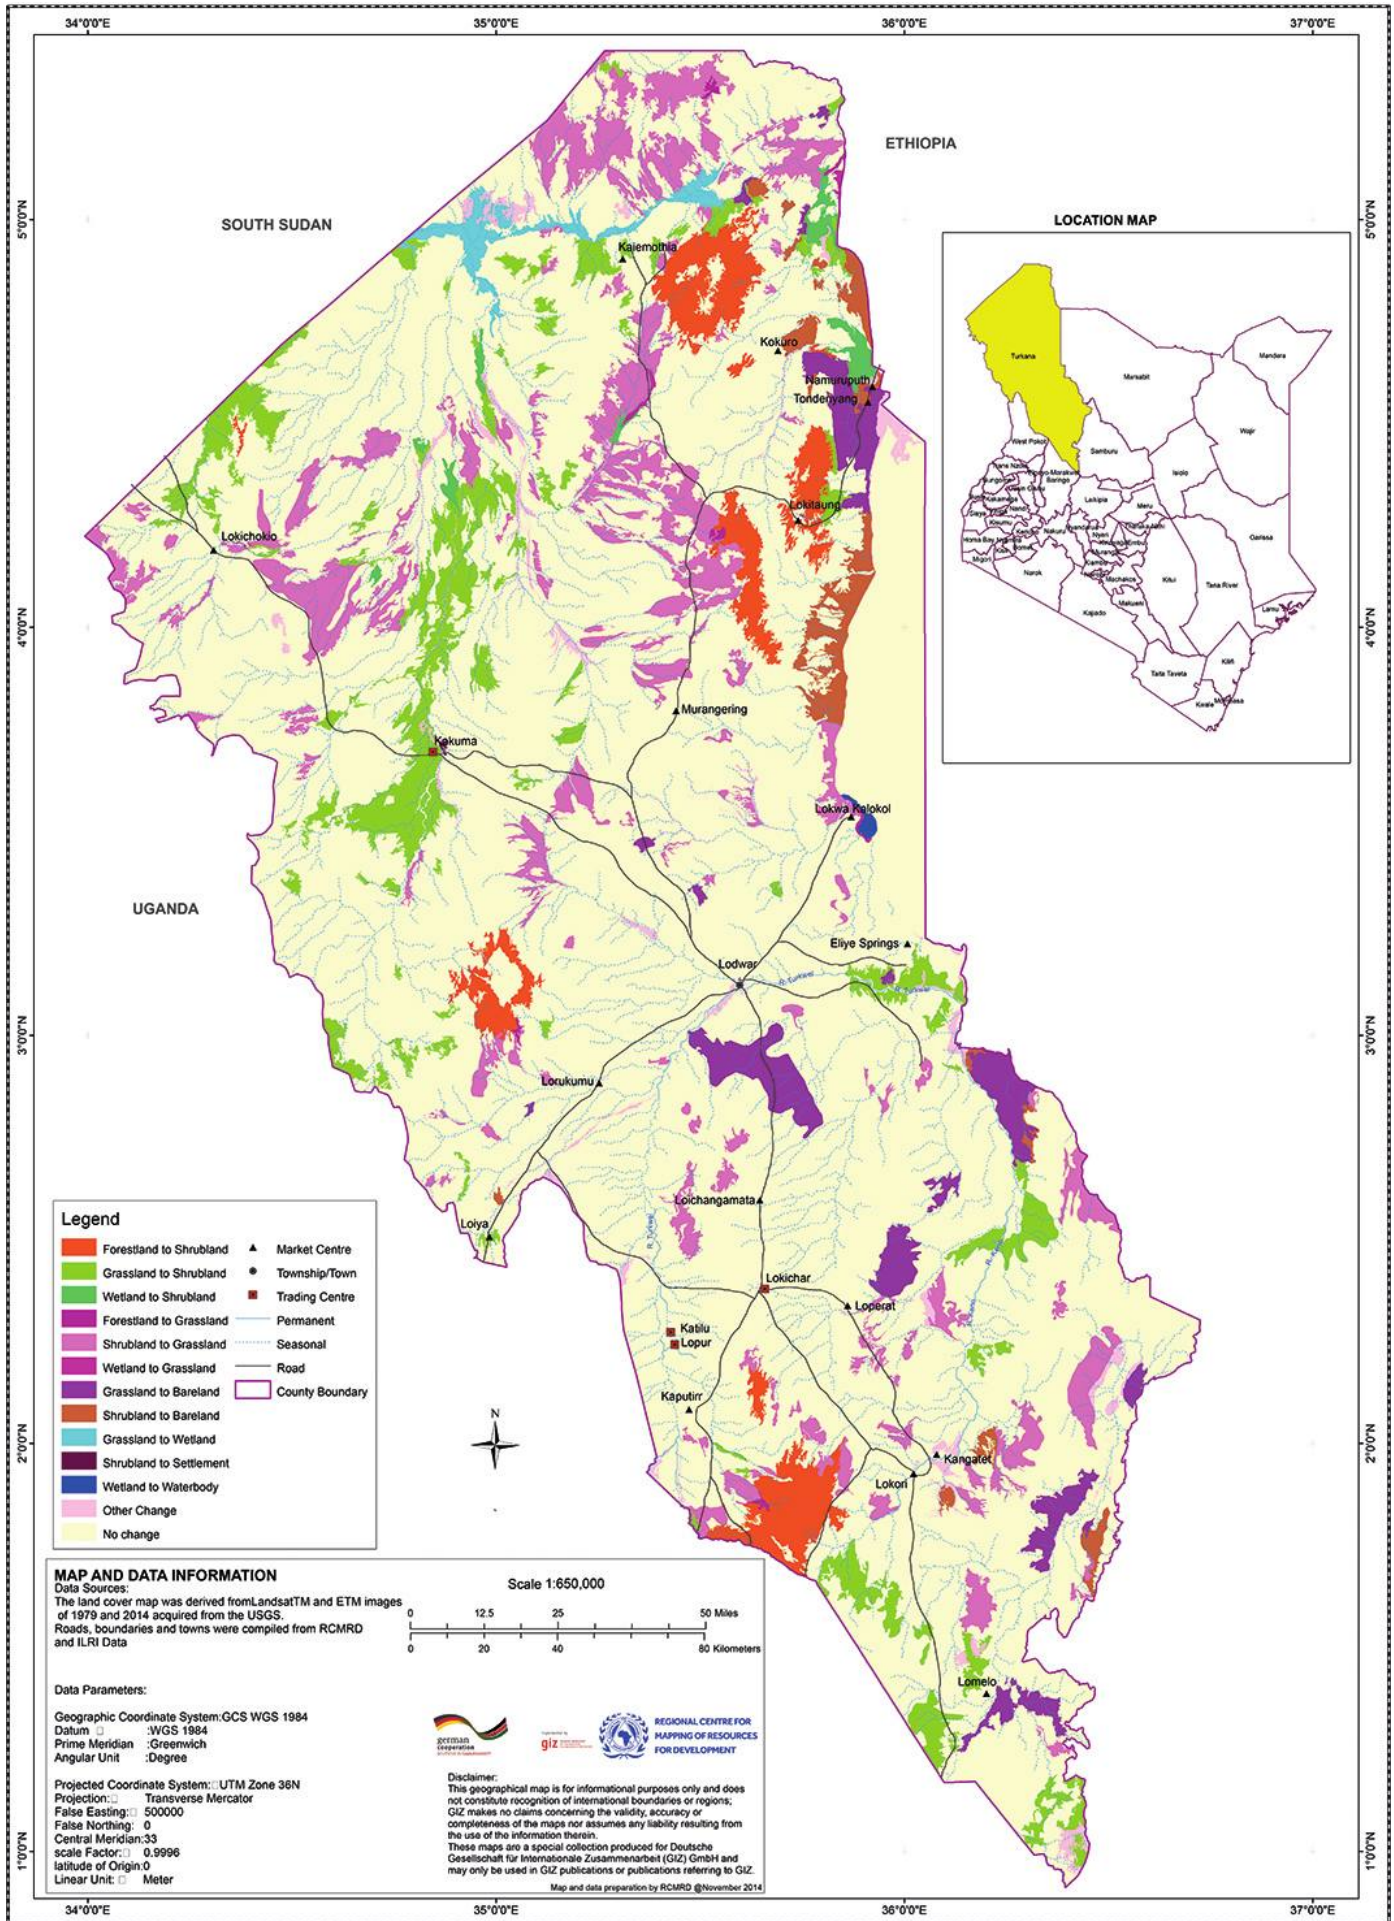 34°0'0"E
35°0'0"E
36°0'0"E
37°0'0"E
ETHIOPIA
SOUTH SUDAN
UGANDA
5°0'0"N
5°0'0"N
4°0'0"N
4°0'0"N
3°0'0"N
3°0'0"N
2°0'0"N
2°0'0"N
1°0'0"N
1°0'0"N
LOCATION MAP
Turkana
Marsabit
Mandera
Wajir
West Pokot
Samburu
Isiolo
Baringo
Laikipia
Meru
Garissa
Kisumu
Nakuru
Nyeri
Homa Bay
Migori
Narok
Machakos
Kitui
Tana River
Makueni
Kajiado
Lamu
Kilifi
Taita Taveta
Kwale
Kaiemothia
Kokuro
Namuruputh
Tondenyang
Lokitaung
Lokichokio
Murangering
Kakuma
Lokwa Kalokol
Eliye Springs
Lodwar
R. Turkwel
R. Turkwel
Lorukumu
Loichangamata
R. Turkwel
Loiya
Lokichar
Loperat
Katilu
Lopur
Kaputirr
Kangatet
Lokori
Lomelo
N
Legend
Forestland to Shrubland
Grassland to Shrubland
Wetland to Shrubland
Forestland to Grassland
Shrubland to Grassland
Wetland to Grassland
Grassland to Bareland
Shrubland to Bareland
Grassland to Wetland
Shrubland to Settlement
Wetland to Waterbody
Other Change
No change
Market Centre
Township/Town
Trading Centre
Permanent
Seasonal
Road
County Boundary
MAP AND DATA INFORMATION
Data Sources:
The land cover map was derived fromLandsatTM and ETM images
of 1979 and 2014 acquired from the USGS.
Roads, boundaries and towns were compiled from RCMRD
and ILRI Data
Data Parameters:
Geographic Coordinate System:GCS WGS 1984
Datum □ :WGS 1984
Prime Meridian :Greenwich
Angular Unit :Degree
Projected Coordinate System:□UTM Zone 36N
Projection:□ Transverse Mercator
False Easting:□ 500000
False Northing: 0
Central Meridian:33
scale Factor:□ 0.9996
latitude of Origin:0
Linear Unit: □ Meter
Scale 1:650,000
0 12.5 25 50 Miles
0 20 40 80 Kilometers
german
cooperation
giz
REGIONAL CENTRE FOR
MAPPING OF RESOURCES
FOR DEVELOPMENT
Disclaimer:
This geographical map is for informational purposes only and does
not constitute recognition of international boundaries or regions;
GIZ makes no claims concerning the validity, accuracy or
completeness of the maps nor assumes any liability resulting from
the use of the information therein.
These maps are a special collection produced for Deutsche
Gesellschaft für Internationale Zusammenarbeit (GIZ) GmbH and
may only be used in GIZ publications or publications referring to GIZ.
Map and data preparation by RCMRD @November 2014
34°0'0"E
35°0'0"E
36°0'0"E
37°0'0"E